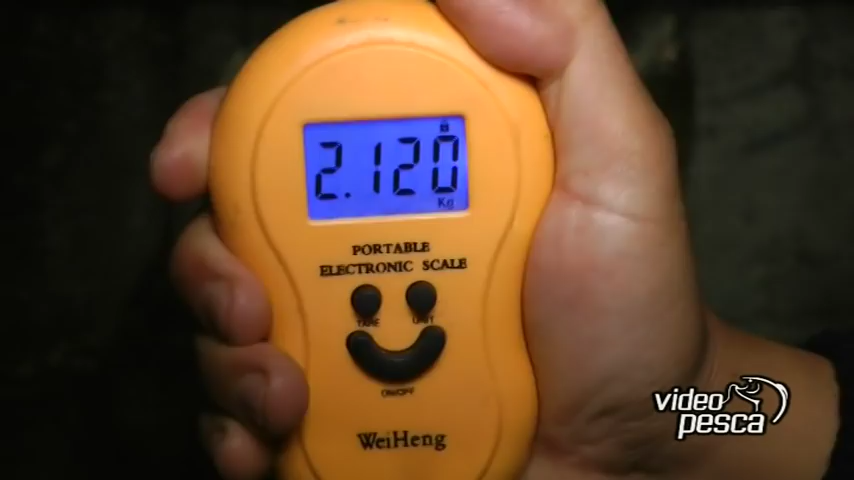 2.120
Kg
PORTABLE
ELECTRONIC SCALE
TARE UNIT
ON/OFF
WeiHeng
video
pesca